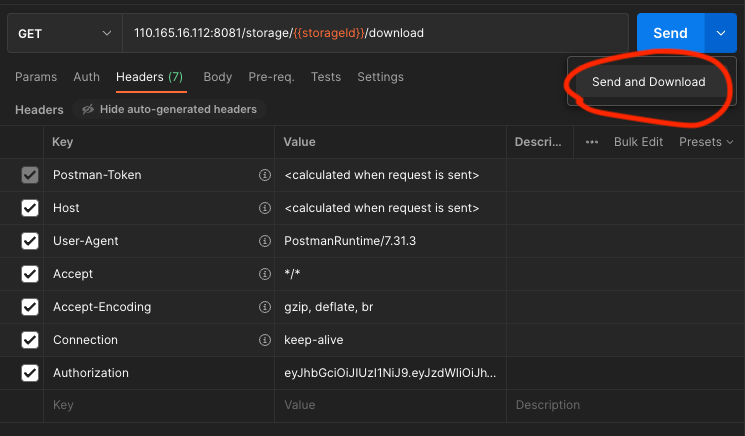 GET 110.165.16.112:8081/storage/{{storageId}}/download Send
Send and Download
Params Auth Headers (7) Body Pre-req. Tests Settings
Headers Hide auto-generated headers
Key Value Descri... Bulk Edit Presets
Postman-Token <calculated when request is sent>
Host <calculated when request is sent>
User-Agent PostmanRuntime/7.31.3
Accept */*
Accept-Encoding gzip, deflate, br
Connection keep-alive
Authorization eyJhbGciOiJIUzI1NiJ9.eyJzdWIiOiJh...
Key Value Description